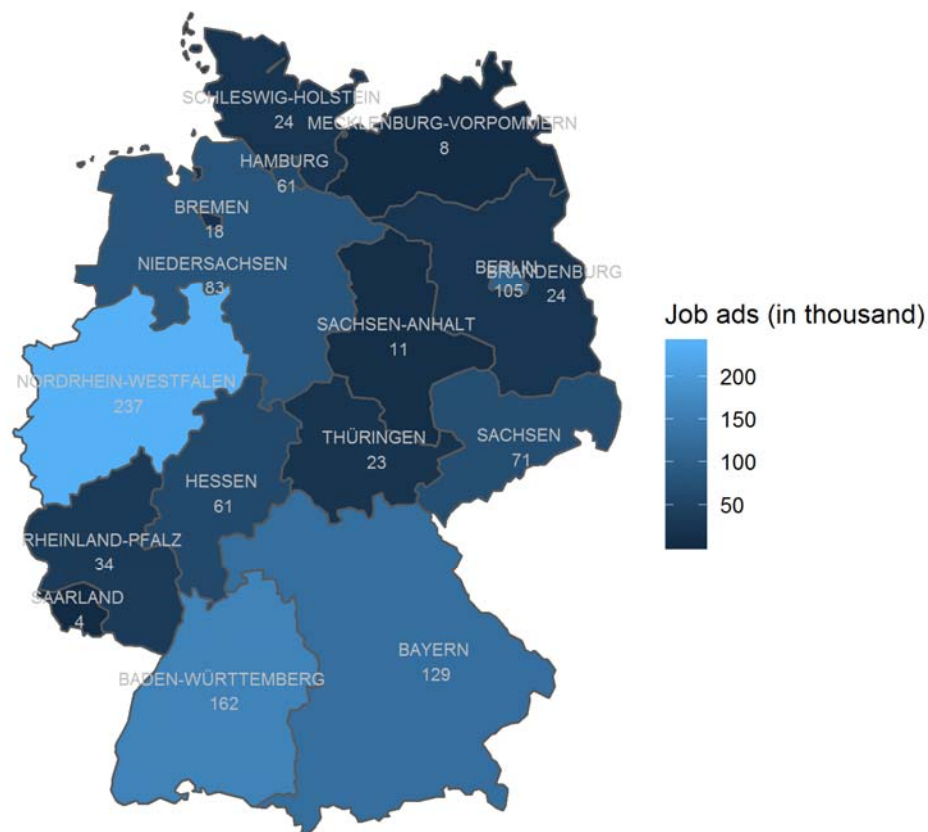 SCHLESWIG-HOLSTEIN
24
MECKLENBURG-VORPOMMERN
8
HAMBURG
61
BREMEN
18
NIEDERSACHSEN
83
BERLIN
105
BRANDENBURG
24
SACHSEN-ANHALT
11
NORDRHEIN-WESTFALEN
237
THÜRINGEN
23
SACHSEN
71
HESSEN
61
RHEINLAND-PFALZ
34
SAARLAND
4
BAYERN
129
BADEN-WÜRTTEMBERG
162
Job ads (in thousand)
200
150
100
50